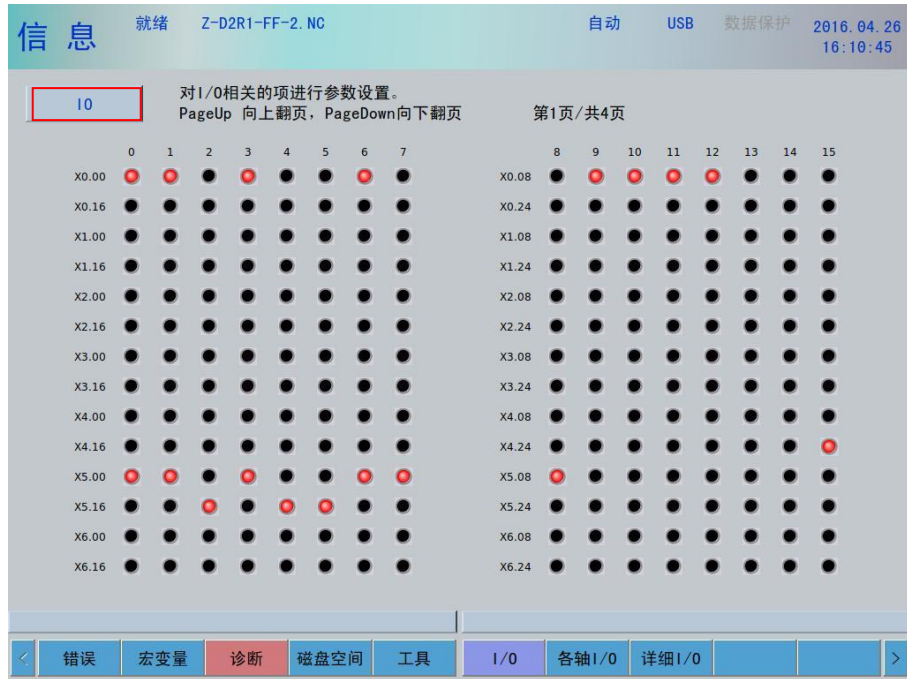 信 息 就绪 Z-D2R1-FF-2.NC 自动 USB 数据保护 2016.04.26
16:10:45
IO
对I/O相关的项进行参数设置。
PageUp 向上翻页，PageDown向下翻页 第1页/共4页
0 1 2 3 4 5 6 7 8 9 10 11 12 13 14 15
X0.00 X0.08
X0.16 X0.24
X1.00 X1.08
X1.16 X1.24
X2.00 X2.08
X2.16 X2.24
X3.00 X3.08
X3.16 X3.24
X4.00 X4.08
X4.16 X4.24
X5.00 X5.08
X5.16 X5.24
X6.00 X6.08
X6.16 X6.24
< 错误 宏变量 诊断 磁盘空间 工具 I/O 各轴I/O 详细I/O >